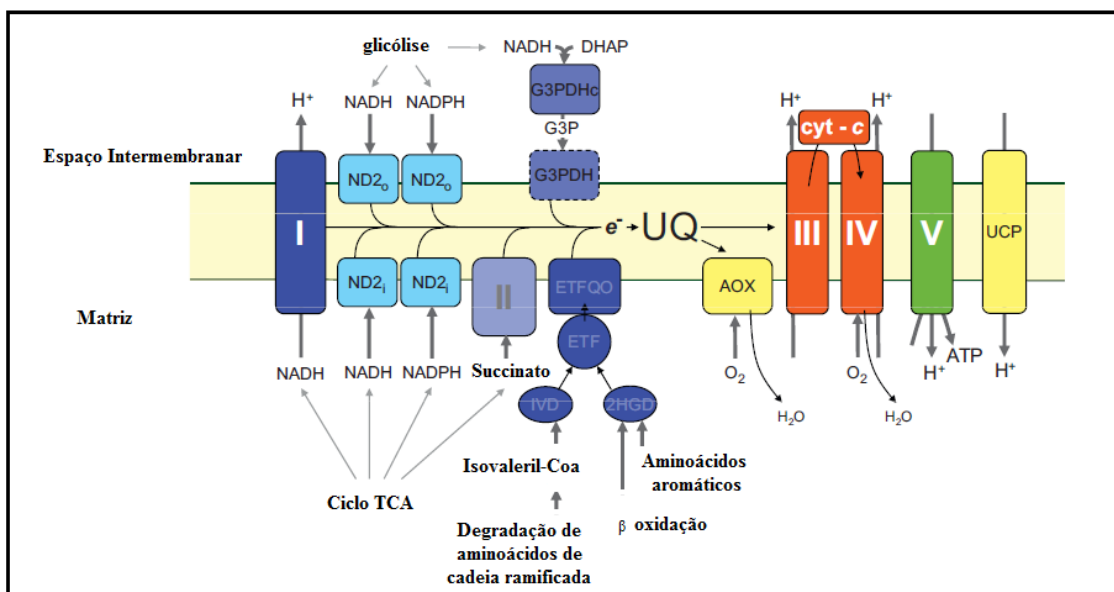 glicólise
NADH
DHAP
G3PDHc
H⁺
NADH
NADPH
G3P
H⁺
cyt - c
H⁺
Espaço Intermembranar
ND2o
ND2o
G3PDH
I
e⁻
UQ
III
IV
V
UCP
ND2i
ND2i
II
ETFQO
AOX
Matriz
ETF
ATP
NADH
NADH
NADPH
Succinato
O₂
O₂
H⁺
H⁺
IVD
2HGD
H₂O
H₂O
Isovaleril-Coa
Aminoácidos
aromáticos
Ciclo TCA
β oxidação
Degradação de
aminoácidos de
cadeia ramificada